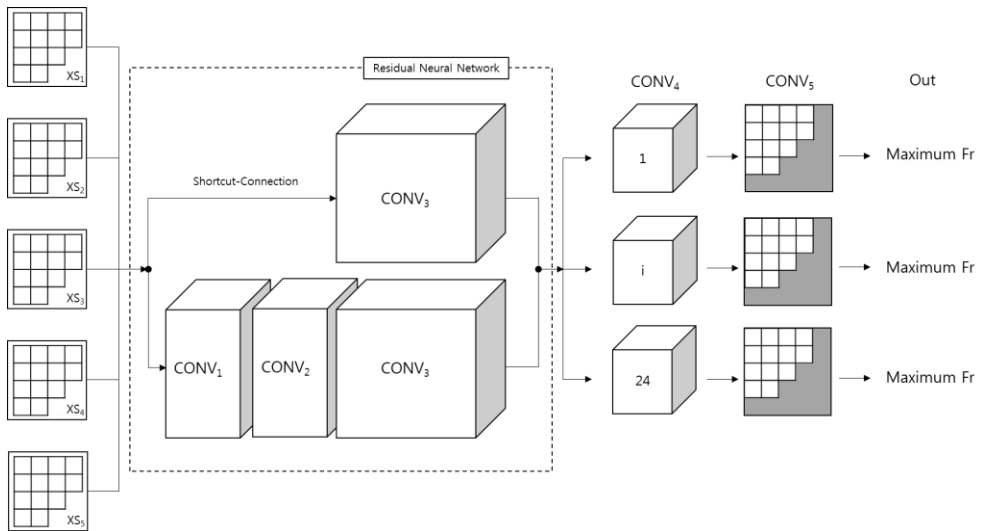 XS₁
XS₂
XS₃
XS₄
XS₅
Residual Neural Network
Shortcut-Connection
CONV₃
CONV₁
CONV₂
CONV₃
CONV₄
CONV₅
Out
1
Maximum Fr
i
Maximum Fr
24
Maximum Fr